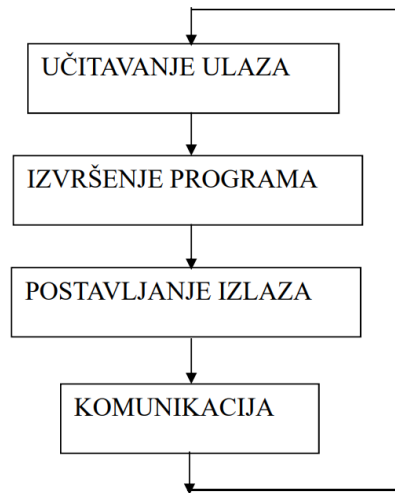 UČITAVANJE ULAZA
IZVRŠENJE PROGRAMA
POSTAVLJANJE IZLAZA
KOMUNIKACIJA